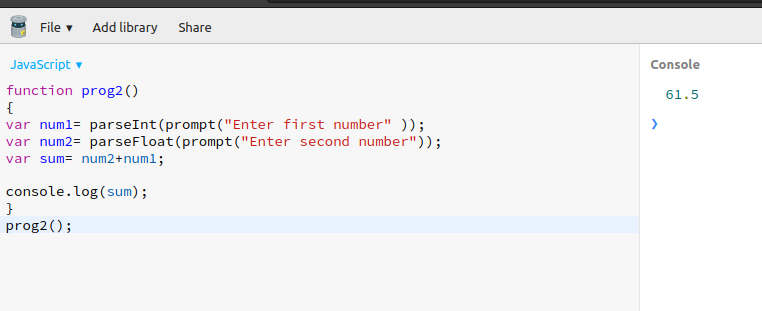 File ▾ Add library Share
JavaScript ▾
Console
function prog2()
{
var num1= parseInt(prompt("Enter first number" ));
var num2= parseFloat(prompt("Enter second number"));
var sum= num2+num1;
console.log(sum);
}
prog2();
61.5
❯